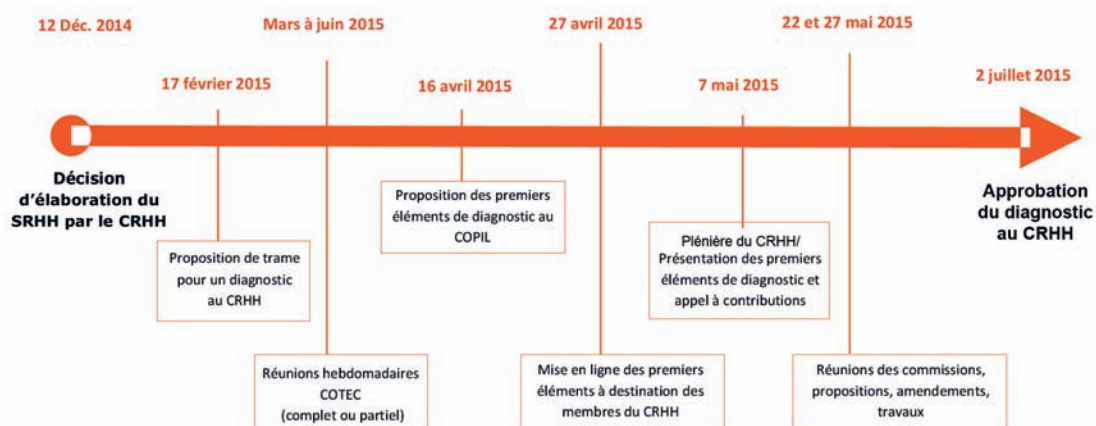 12 Déc. 2014
Décision
d'élaboration du
SRHH par le CRHH
17 février 2015
Proposition de trame
pour un diagnostic
au CRHH
Mars à juin 2015
Réunions hebdomadaires
COTEC
(complet ou partiel)
16 avril 2015
Proposition des premiers
éléments de diagnostic au
COPIL
27 avril 2015
Mise en ligne des premiers
éléments à destination des
membres du CRHH
7 mai 2015
Plénière du CRHH/
Présentation des premiers
éléments de diagnostic et
appel à contributions
22 et 27 mai 2015
Réunions des commissions,
propositions, amendements,
travaux
2 juillet 2015
Approbation
du diagnostic
au CRHH